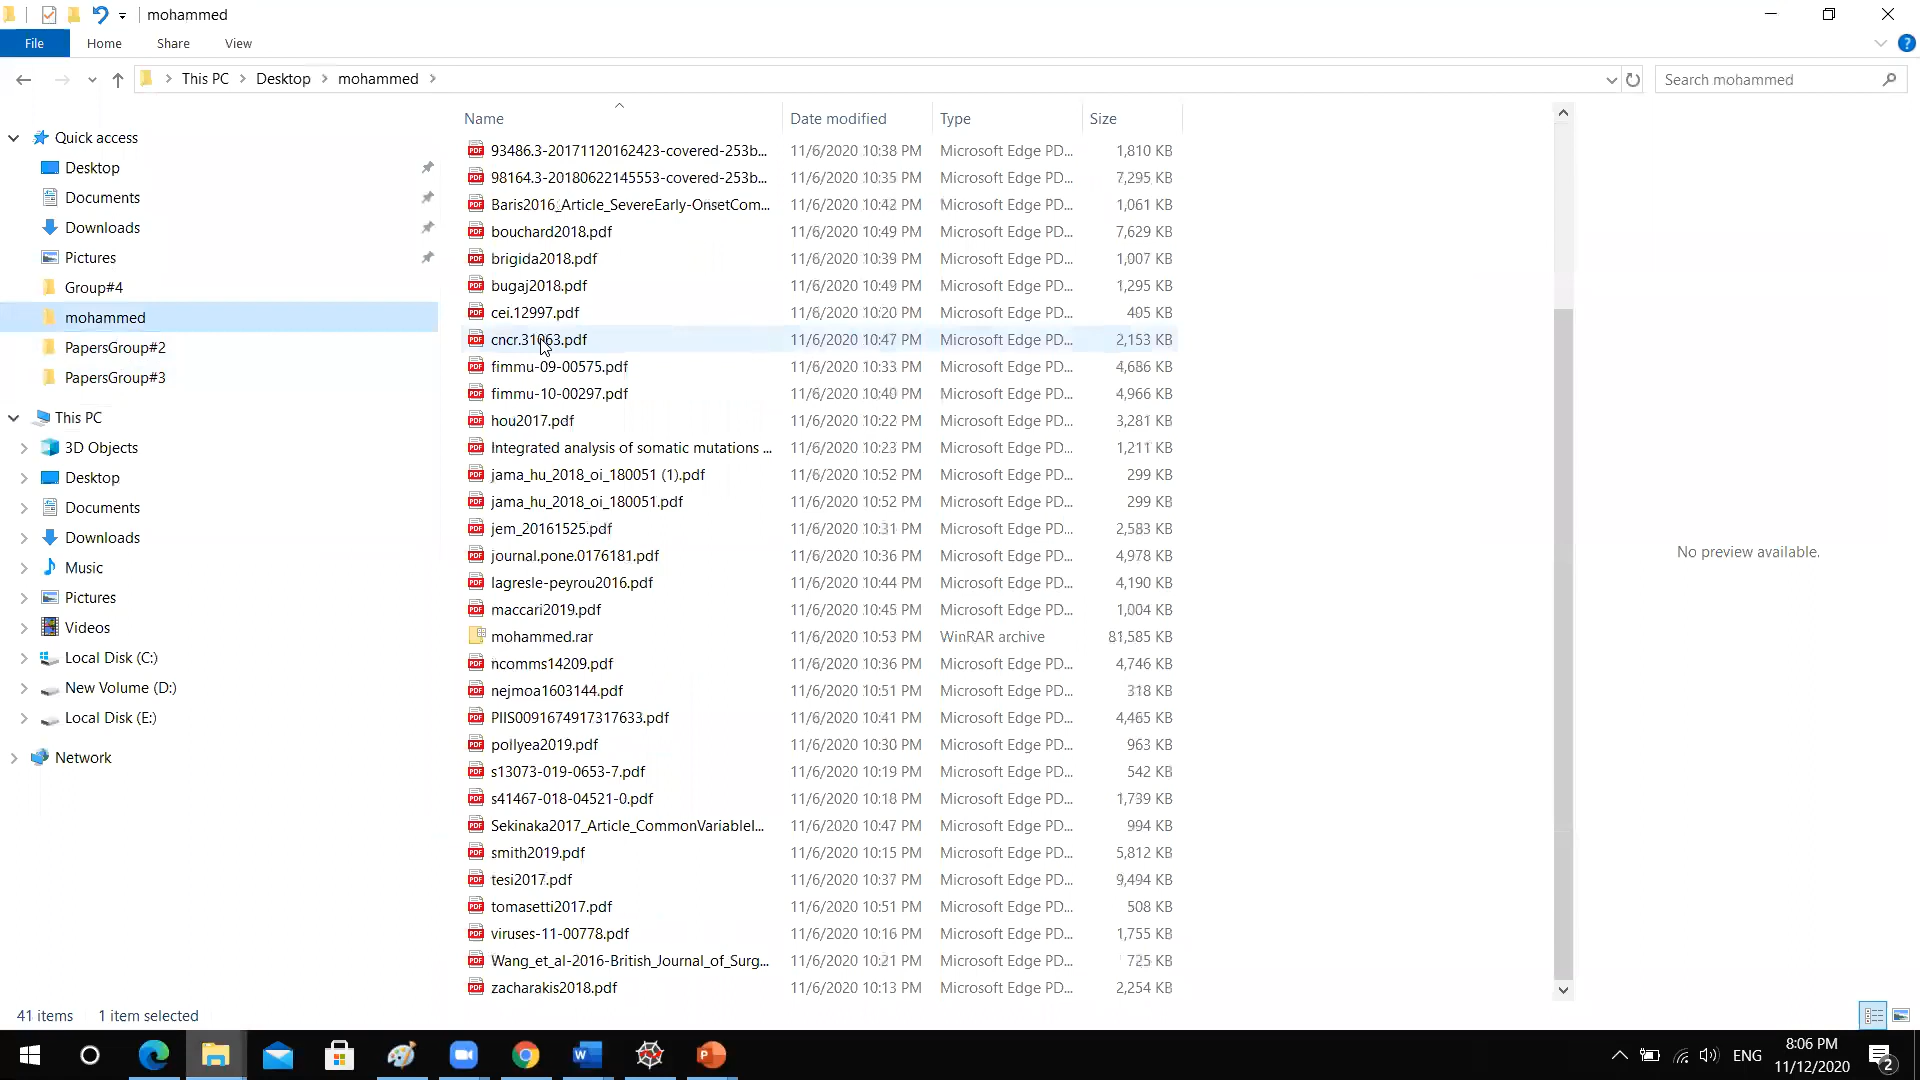 mohammed
File Home Share View
This PC Desktop mohammed
Search mohammed
Name Date modified Type Size
Quick access
Desktop
Documents
Downloads
Pictures
Group#4
mohammed
PapersGroup#2
PapersGroup#3
This PC
3D Objects
Desktop
Documents
Downloads
Music
Pictures
Videos
Local Disk (C:)
New Volume (D:)
Local Disk (E:)
Network
93486.3-20171120162423-covered-253b... 11/6/2020 10:38 PM Microsoft Edge PD... 1,810 KB
98164.3-20180622145553-covered-253b... 11/6/2020 10:35 PM Microsoft Edge PD... 7,295 KB
Baris2016_Article_SevereEarly-OnsetCom... 11/6/2020 10:42 PM Microsoft Edge PD... 1,061 KB
bouchard2018.pdf 11/6/2020 10:49 PM Microsoft Edge PD... 7,629 KB
brigida2018.pdf 11/6/2020 10:39 PM Microsoft Edge PD... 1,007 KB
bugaj2018.pdf 11/6/2020 10:49 PM Microsoft Edge PD... 1,295 KB
cei.12997.pdf 11/6/2020 10:20 PM Microsoft Edge PD... 405 KB
cncr.31063.pdf 11/6/2020 10:47 PM Microsoft Edge PD... 2,153 KB
fimmu-09-00575.pdf 11/6/2020 10:33 PM Microsoft Edge PD... 4,686 KB
fimmu-10-00297.pdf 11/6/2020 10:40 PM Microsoft Edge PD... 4,966 KB
hou2017.pdf 11/6/2020 10:22 PM Microsoft Edge PD... 3,281 KB
Integrated analysis of somatic mutations ... 11/6/2020 10:23 PM Microsoft Edge PD... 1,211 KB
jama_hu_2018_oi_180051 (1).pdf 11/6/2020 10:52 PM Microsoft Edge PD... 299 KB
jama_hu_2018_oi_180051.pdf 11/6/2020 10:52 PM Microsoft Edge PD... 299 KB
jem_20161525.pdf 11/6/2020 10:31 PM Microsoft Edge PD... 2,583 KB
journal.pone.0176181.pdf 11/6/2020 10:36 PM Microsoft Edge PD... 4,978 KB
lagresle-peyrou2016.pdf 11/6/2020 10:44 PM Microsoft Edge PD... 4,190 KB
maccari2019.pdf 11/6/2020 10:45 PM Microsoft Edge PD... 1,004 KB
mohammed.rar 11/6/2020 10:53 PM WinRAR archive 81,585 KB
ncomms14209.pdf 11/6/2020 10:36 PM Microsoft Edge PD... 4,746 KB
nejmoa1603144.pdf 11/6/2020 10:51 PM Microsoft Edge PD... 318 KB
PIIS0091674917317633.pdf 11/6/2020 10:41 PM Microsoft Edge PD... 4,465 KB
pollyea2019.pdf 11/6/2020 10:30 PM Microsoft Edge PD... 963 KB
s13073-019-0653-7.pdf 11/6/2020 10:19 PM Microsoft Edge PD... 542 KB
s41467-018-04521-0.pdf 11/6/2020 10:18 PM Microsoft Edge PD... 1,739 KB
Sekinaka2017_Article_CommonVariableI... 11/6/2020 10:47 PM Microsoft Edge PD... 994 KB
smith2019.pdf 11/6/2020 10:15 PM Microsoft Edge PD... 5,812 KB
tesi2017.pdf 11/6/2020 10:37 PM Microsoft Edge PD... 9,494 KB
tomasetti2017.pdf 11/6/2020 10:51 PM Microsoft Edge PD... 508 KB
viruses-11-00778.pdf 11/6/2020 10:16 PM Microsoft Edge PD... 1,755 KB
Wang_et_al-2016-British_Journal_of_Surg... 11/6/2020 10:21 PM Microsoft Edge PD... 725 KB
zacharakis2018.pdf 11/6/2020 10:13 PM Microsoft Edge PD... 2,254 KB
No preview available.
41 items 1 item selected
ENG
8:06 PM
11/12/2020
2